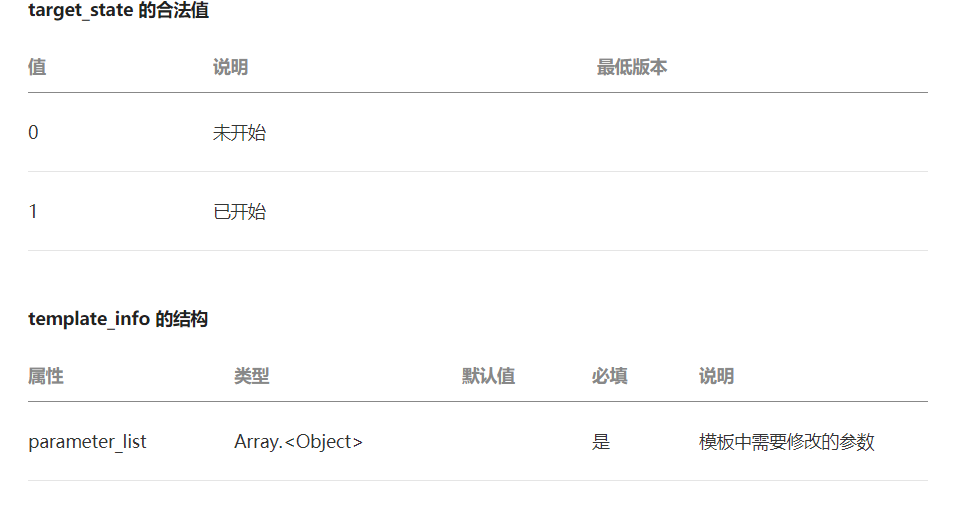 target_state 的合法值
值 说明 最低版本
0 未开始
1 已开始
template_info 的结构
属性 类型 默认值 必填 说明
parameter_list Array.<Object> 是 模板中需要修改的参数